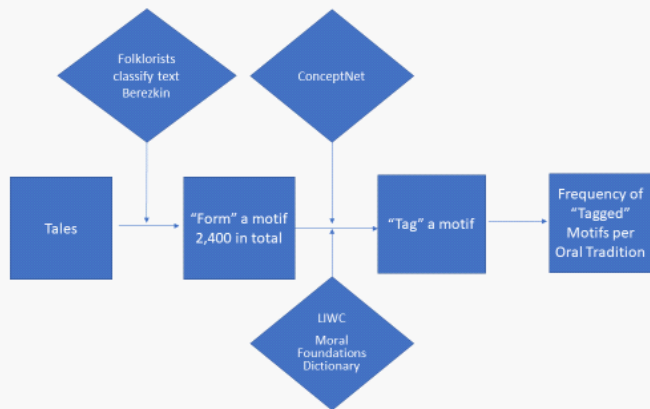 Folklorists
classify text
Berezkin
ConceptNet
Tales
“Form” a motif
2,400 in total
“Tag” a motif
Frequency of
“Tagged”
Motifs per
Oral Tradition
LIWC
Moral
Foundations
Dictionary